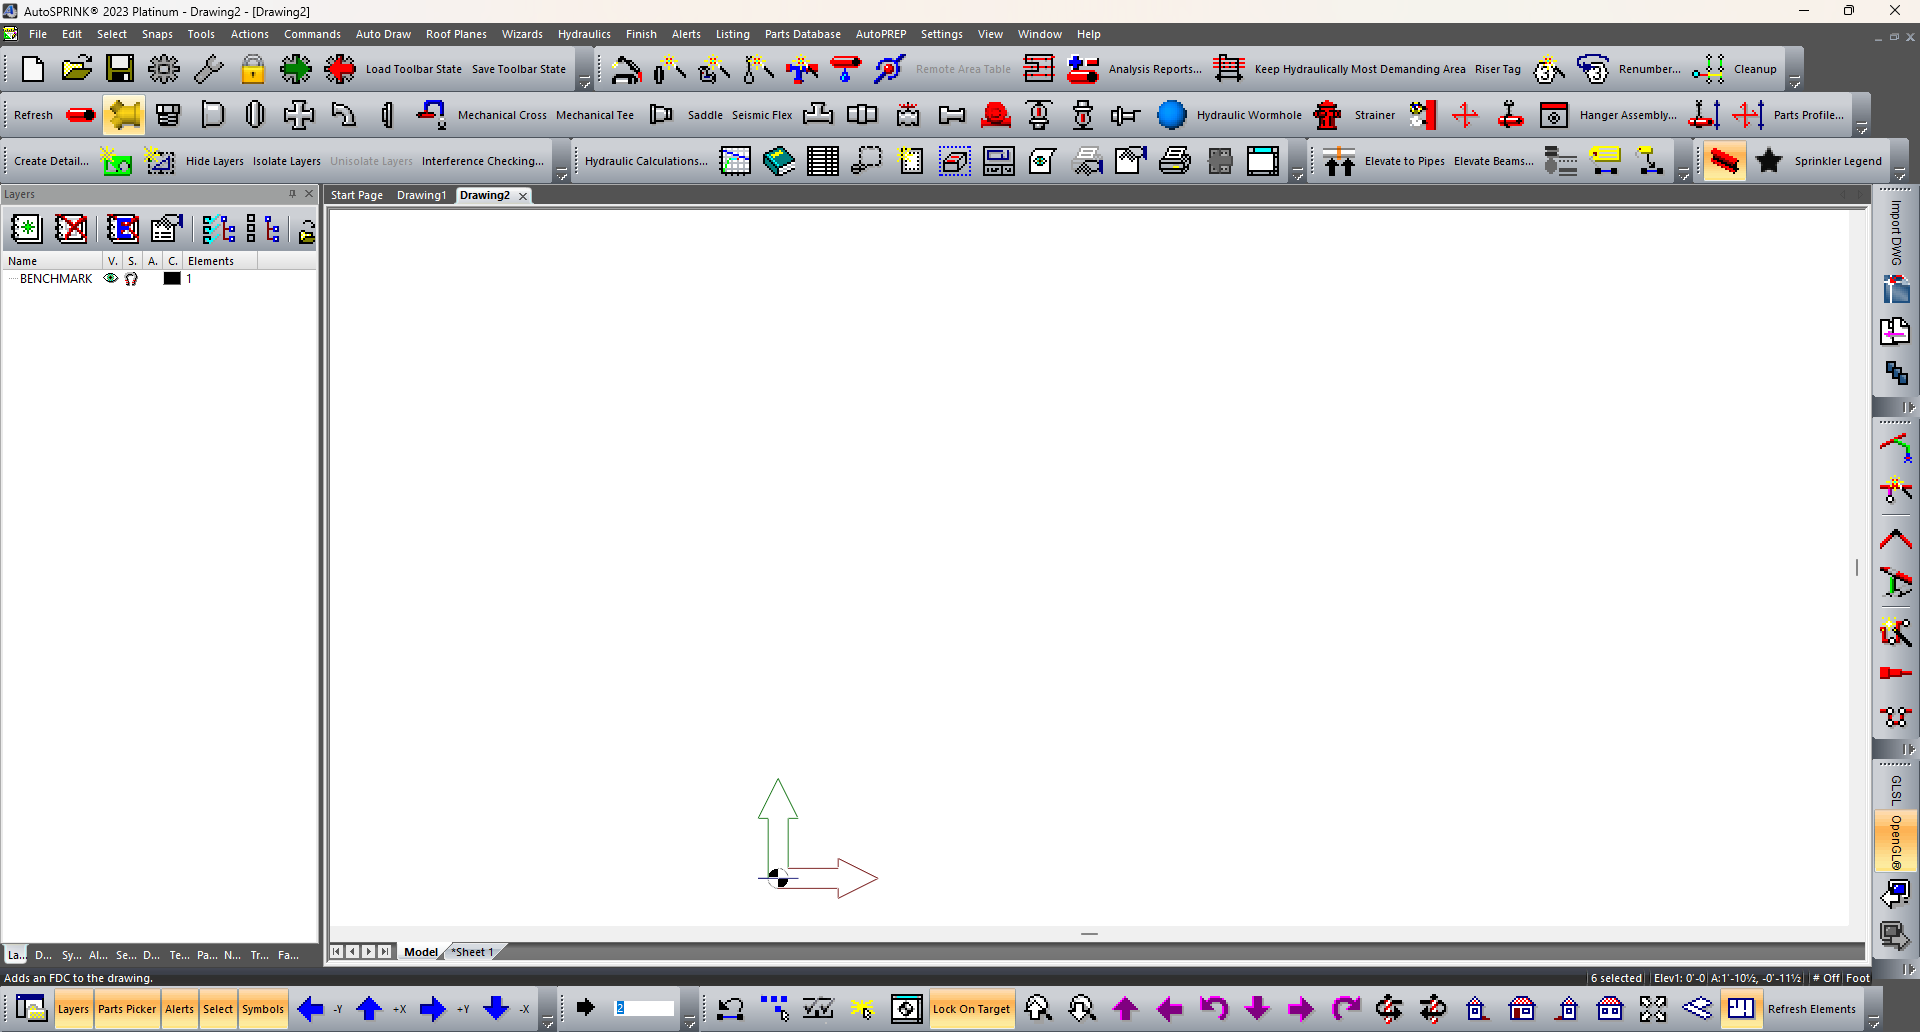 AutoSPRINK® 2023 Platinum - Drawing2 - [Drawing2]
File Edit Select Snaps Tools Actions Commands Auto Draw Roof Planes Wizards Hydraulics Finish Alerts Listing Parts Database AutoPREP Settings View Window Help
Load Toolbar State Save Toolbar State Remote Area Table Analysis Reports... Keep Hydraulically Most Demanding Area Riser Tag Renumber... Cleanup
Refresh Mechanical Cross Mechanical Tee Saddle Seismic Flex Hydraulic Wormhole Strainer Hanger Assembly... Parts Profile...
Create Detail... Hide Layers Isolate Layers Unisolate Layers Interference Checking... Hydraulic Calculations... Elevate to Pipes Elevate Beams... Sprinkler Legend
Layers
Start Page Drawing1 Drawing2
Name V. S. A. C. Elements
BENCHMARK 1
Import DWG
GLSL
OpenGL®
Model *Sheet 1
La... D... Sy... Al... Se... D... Te... Pa... N... Tr... Fa...
Adds an FDC to the drawing.
6 selected Elev1: 0'-0 A:1'-10½, -0'-11½ # Off Foot
Layers Parts Picker Alerts Select Symbols -Y +X +Y -X 2 Lock On Target Refresh Elements